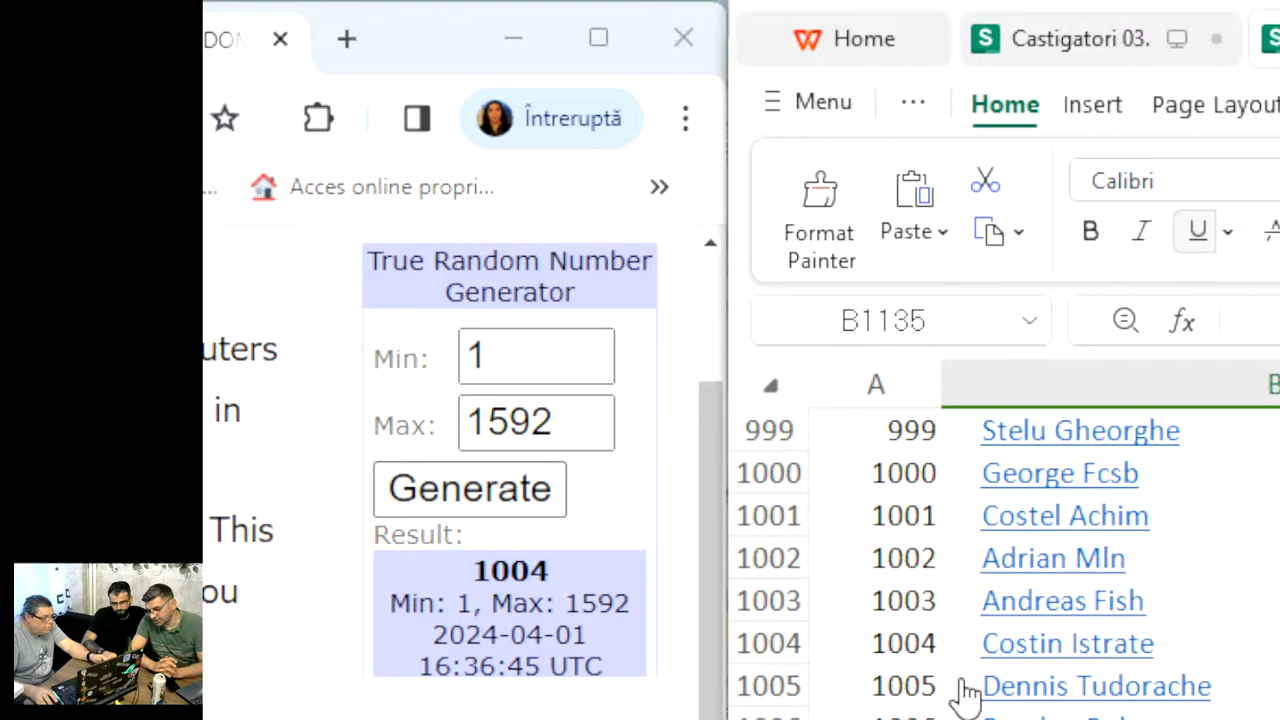 Întreruptă
Acces online propri...
True Random Number
Generator
uters
Min: 1
in
Max: 1592
Generate
This
Result:
1004
ou
Min: 1, Max: 1592
2024-04-01
16:36:45 UTC
Home
Castigatori 03.
Menu
Home
Insert
Page Layout
Format
Painter
Paste
Calibri
B I U
B1135
fx
A
B
999 999 Stelu Gheorghe
1000 1000 George Fcsb
1001 1001 Costel Achim
1002 1002 Adrian Mln
1003 1003 Andreas Fish
1004 1004 Costin Istrate
1005 1005 Dennis Tudorache